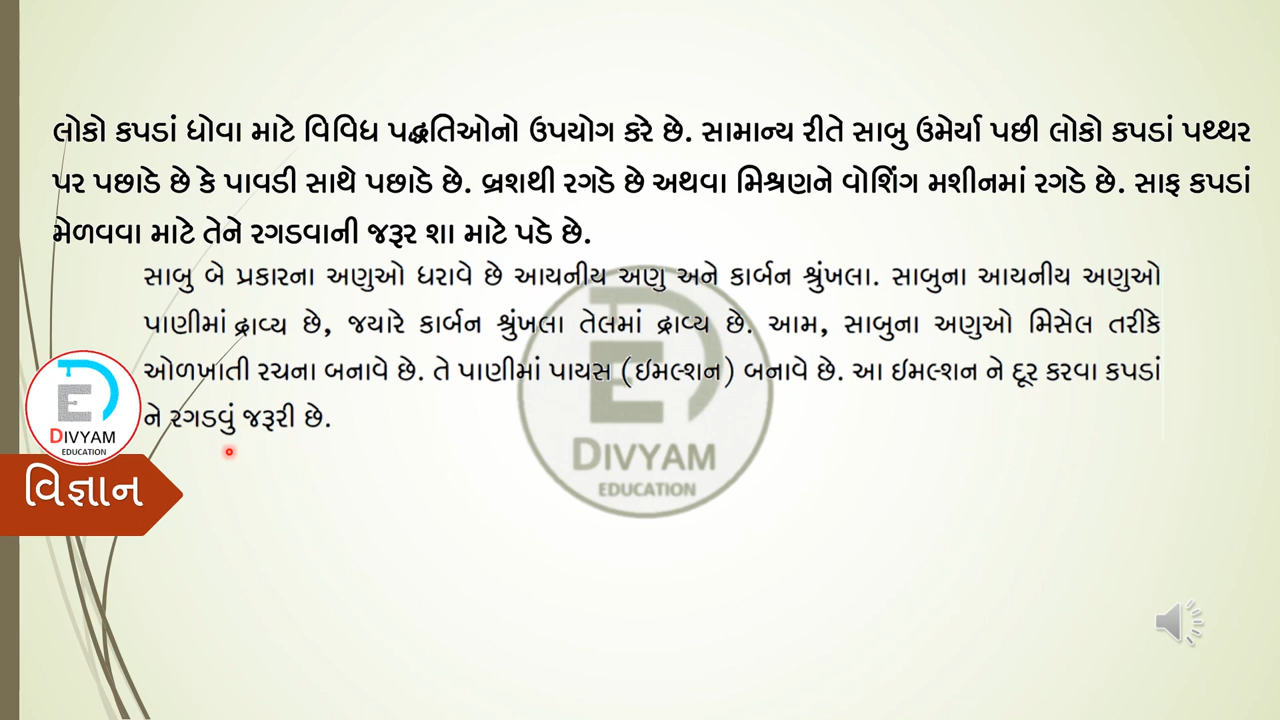 લોકો કપડાં ધોવા માટે વિવિધ પદ્ધતિઓનો ઉપયોગ કરે છે. સામાન્ય રીતે સાબુ ઉમેર્યા પછી લોકો કપડાં પથ્થર
પર પછાડે છે કે પાવડી સાથે પછાડે છે. બ્રશથી રગડે છે અથવા મિશ્રણને વોશિંગ મશીનમાં રગડે છે. સાફ કપડાં
મેળવવા માટે તેને રગડવાની જરૂર શા માટે પડે છે.
સાબુ બે પ્રકારના અણુઓ ધરાવે છે આયનીય અણુ અને કાર્બન શ્રુંખલા. સાબુના આયનીય અણુઓ
પાણીમાં દ્રાવ્ય છે, જયારે કાર્બન શ્રુંખલા તેલમાં દ્રાવ્ય છે. આમ, સાબુના અણુઓ મિસેલ તરીકે
ઓળખાતી રચના બનાવે છે. તે પાણીમાં પાયસ (ઈમલ્શન) બનાવે છે. આ ઈમલ્શન ને દૂર કરવા કપડાં
ને રગડવું જરૂરી છે.
E
DIVYAM
EDUCATION
E
DIVYAM
EDUCATION
વિજ્ઞાન